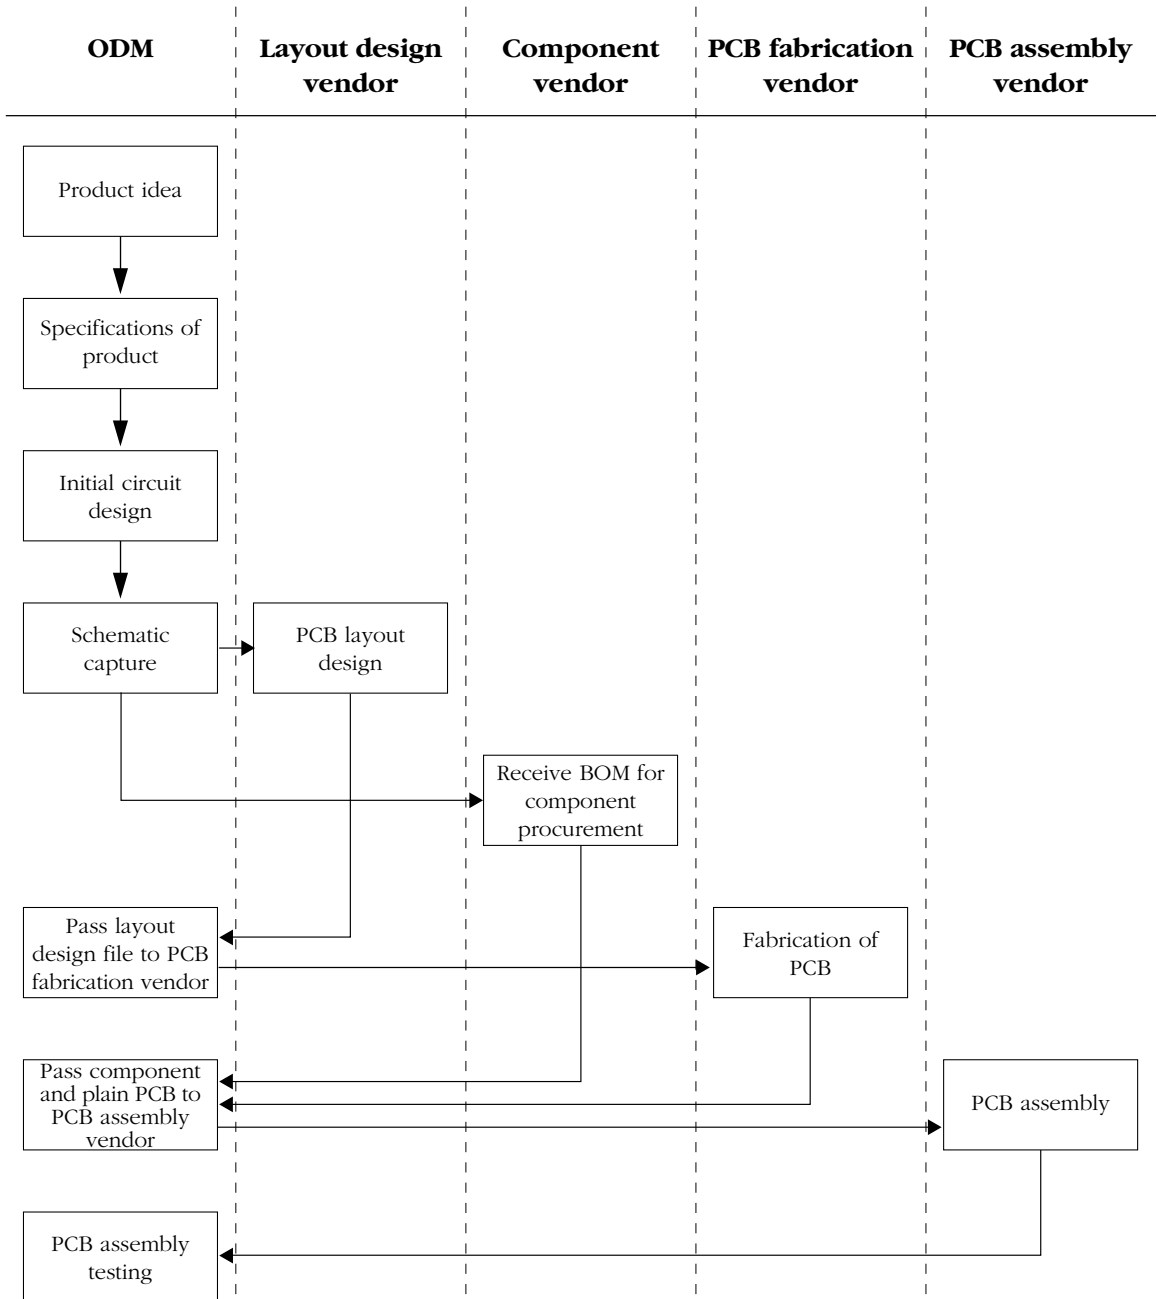 ODM
Layout design
vendor
Component
vendor
PCB fabrication
vendor
PCB assembly
vendor
Product idea
Specifications of
product
Initial circuit
design
Schematic
capture
PCB layout
design
Receive BOM for
component
procurement
Pass layout
design file to PCB
fabrication vendor
Fabrication of
PCB
Pass component
and plain PCB to
PCB assembly
vendor
PCB assembly
PCB assembly
testing